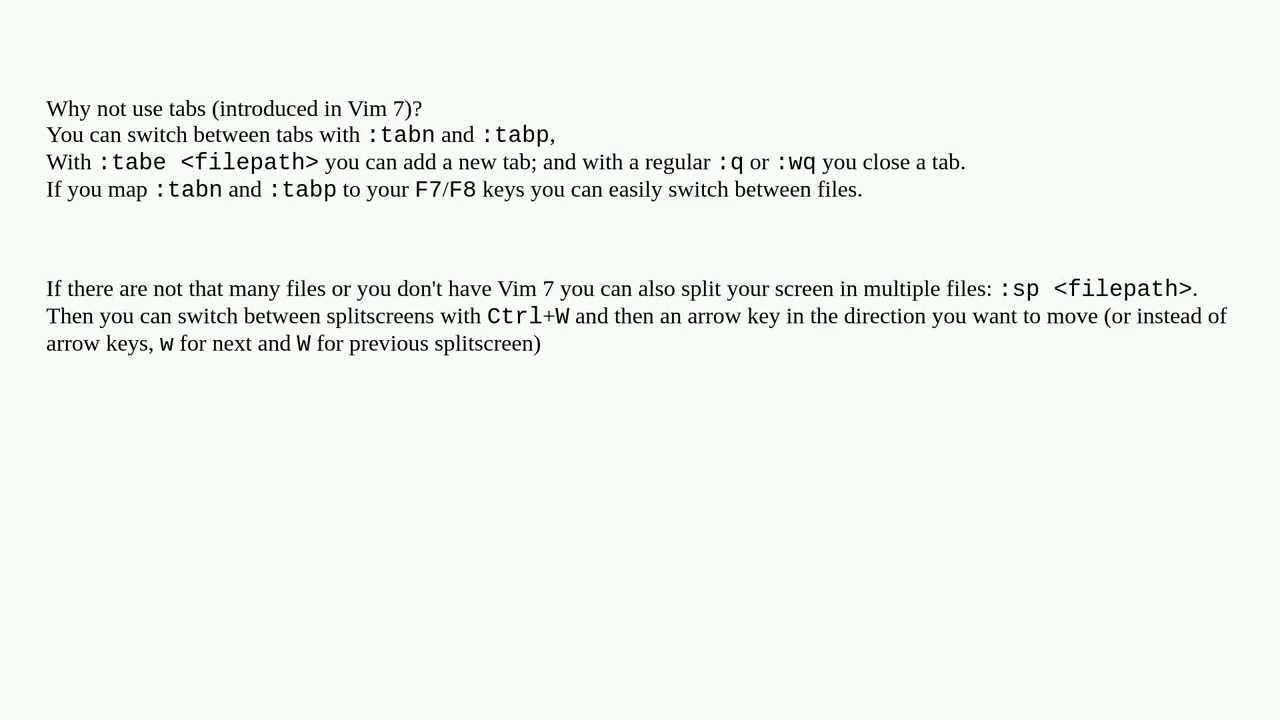 Why not use tabs (introduced in Vim 7)?
You can switch between tabs with :tabn and :tabp,
With :tabe <filepath> you can add a new tab; and with a regular :q or :wq you close a tab.
If you map :tabn and :tabp to your F7/F8 keys you can easily switch between files.
If there are not that many files or you don't have Vim 7 you can also split your screen in multiple files: :sp <filepath>.
Then you can switch between splitscreens with Ctrl+W and then an arrow key in the direction you want to move (or instead of
arrow keys, w for next and W for previous splitscreen)